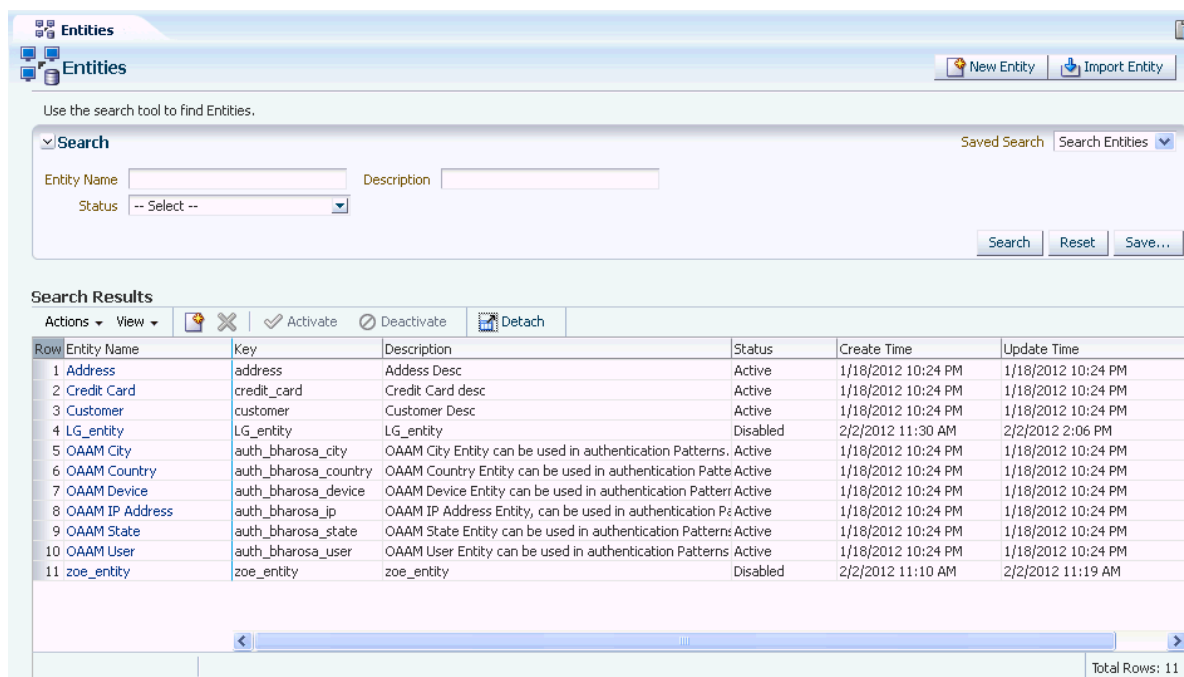 Entities
Entities
New Entity Import Entity
Use the search tool to find Entities.
Search Saved Search Search Entities
Entity Name Description
Status -- Select --
Search Reset Save...
Search Results
Actions View Activate Deactivate Detach
Row Entity Name Key Description Status Create Time Update Time
1 Address address Addess Desc Active 1/18/2012 10:24 PM 1/18/2012 10:24 PM
2 Credit Card credit_card Credit Card desc Active 1/18/2012 10:24 PM 1/18/2012 10:24 PM
3 Customer customer Customer Desc Active 1/18/2012 10:24 PM 1/18/2012 10:24 PM
4 LG_entity LG_entity LG_entity Disabled 2/2/2012 11:30 AM 2/2/2012 2:06 PM
5 OAAM City auth_bharosa_city OAAM City Entity can be used in authentication Patterns. Active 1/18/2012 10:24 PM 1/18/2012 10:24 PM
6 OAAM Country auth_bharosa_country OAAM Country Entity can be used in authentication Patte Active 1/18/2012 10:24 PM 1/18/2012 10:24 PM
7 OAAM Device auth_bharosa_device OAAM Device Entity can be used in authentication Pattern Active 1/18/2012 10:24 PM 1/18/2012 10:24 PM
8 OAAM IP Address auth_bharosa_ip OAAM IP Address Entity, can be used in authentication Pa Active 1/18/2012 10:24 PM 1/18/2012 10:24 PM
9 OAAM State auth_bharosa_state OAAM State Entity can be used in authentication Patterns Active 1/18/2012 10:24 PM 1/18/2012 10:24 PM
10 OAAM User auth_bharosa_user OAAM User Entity can be used in authentication Patterns Active 1/18/2012 10:24 PM 1/18/2012 10:24 PM
11 zoe_entity zoe_entity zoe_entity Disabled 2/2/2012 11:10 AM 2/2/2012 11:19 AM
Total Rows: 11